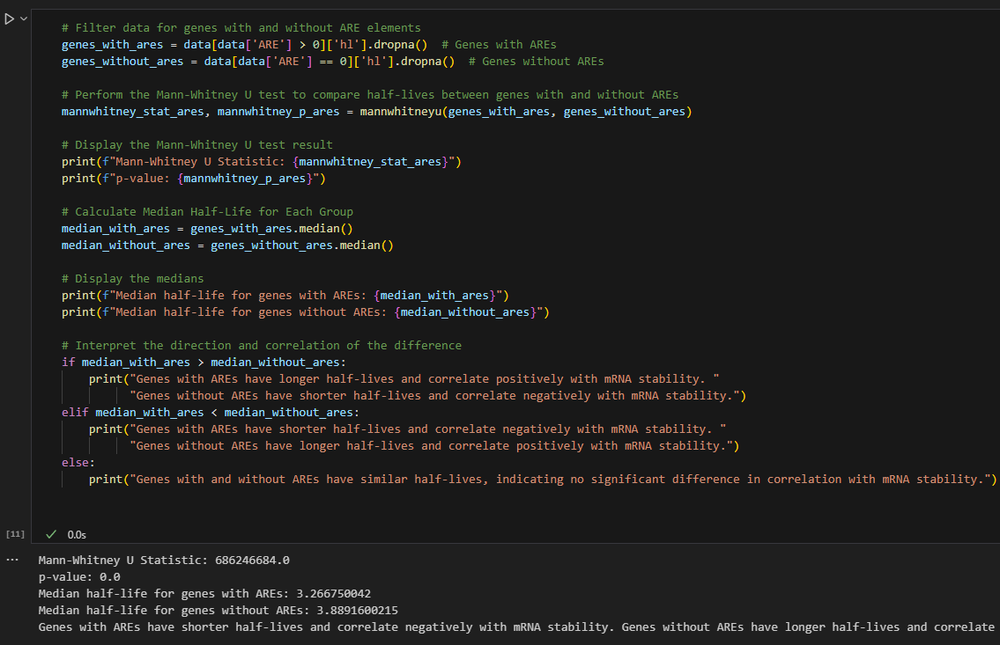 # Filter data for genes with and without ARE elements
genes_with_ares = data[data['ARE'] > 0]['hl'].dropna()  # Genes with AREs
genes_without_ares = data[data['ARE'] == 0]['hl'].dropna()  # Genes without AREs
# Perform the Mann-Whitney U test to compare half-lives between genes with and without AREs
mannwhitney_stat_ares, mannwhitney_p_ares = mannwhitneyu(genes_with_ares, genes_without_ares)
# Display the Mann-Whitney U test result
print(f"Mann-Whitney U Statistic: {mannwhitney_stat_ares}")
print(f"p-value: {mannwhitney_p_ares}")
# Calculate Median Half-Life for Each Group
median_with_ares = genes_with_ares.median()
median_without_ares = genes_without_ares.median()
# Display the medians
print(f"Median half-life for genes with AREs: {median_with_ares}")
print(f"Median half-life for genes without AREs: {median_without_ares}")
# Interpret the direction and correlation of the difference
if median_with_ares > median_without_ares:
    print("Genes with AREs have longer half-lives and correlate positively with mRNA stability. "
          "Genes without AREs have shorter half-lives and correlate negatively with mRNA stability.")
elif median_with_ares < median_without_ares:
    print("Genes with AREs have shorter half-lives and correlate negatively with mRNA stability. "
          "Genes without AREs have longer half-lives and correlate positively with mRNA stability.")
else:
    print("Genes with and without AREs have similar half-lives, indicating no significant difference in correlation with mRNA stability.")
[11] 0.0s
Mann-Whitney U Statistic: 686246684.0
p-value: 0.0
Median half-life for genes with AREs: 3.266750042
Median half-life for genes without AREs: 3.8891600215
Genes with AREs have shorter half-lives and correlate negatively with mRNA stability. Genes without AREs have longer half-lives and correlate